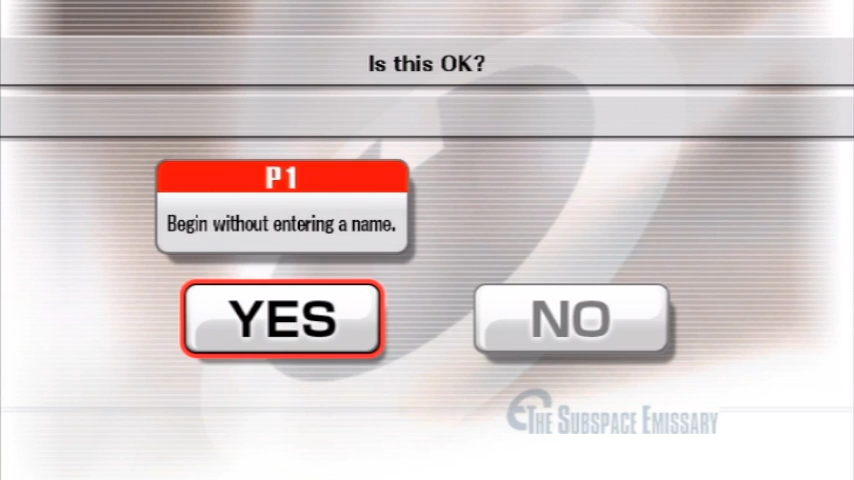 Is this OK?
P1
Begin without entering a name.
YES
NO
THE SUBSPACE EMISSARY